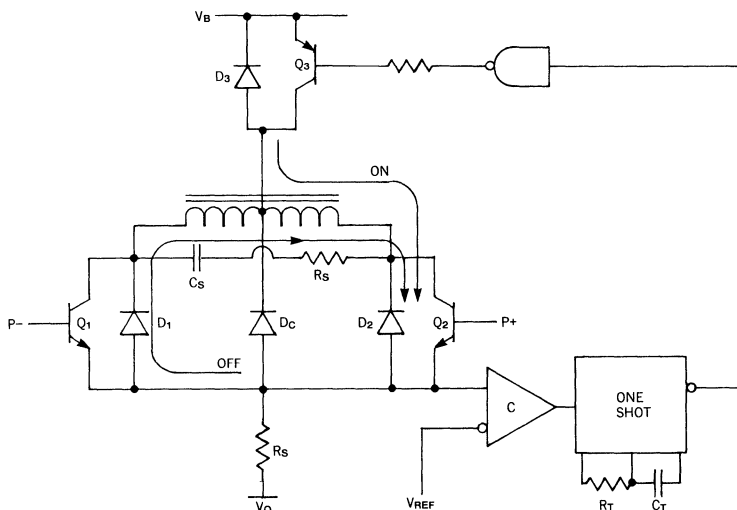 VB
D3
Q3
ON
CS
RS
P−
Q1
D1
DC
D2
Q2
P+
OFF
C
ONE
SHOT
RS
VO
VREF
RT
CT